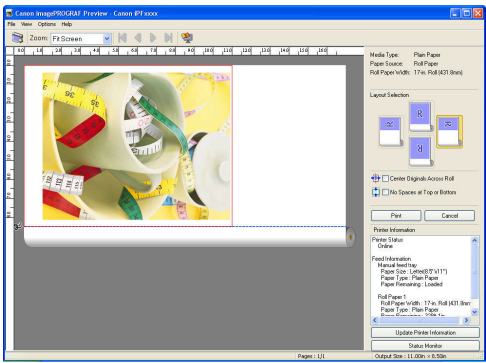 Canon imagePROGRAF Preview - Canon iPFxxxx
File View Options Help
Zoom: Fit Screen
Media Type: Plain Paper
Paper Source: Roll Paper
Roll Paper Width: 17-in. Roll (431.8mm)
Layout Selection
Center Originals Across Roll
No Spaces at Top or Bottom
Print Cancel
Printer Information
Printer Status
Online
Feed Information
Manual feed tray
Paper Size : Letter(8.5"x11")
Paper Type : Plain Paper
Paper Remaining : Loaded
Roll Paper 1
Roll Paper Width : 17-in. Roll (431.8mm
Paper Type : Plain Paper
Update Printer Information
Status Monitor
Pages : 1/1 Output Size : 11.00in × 8.50in